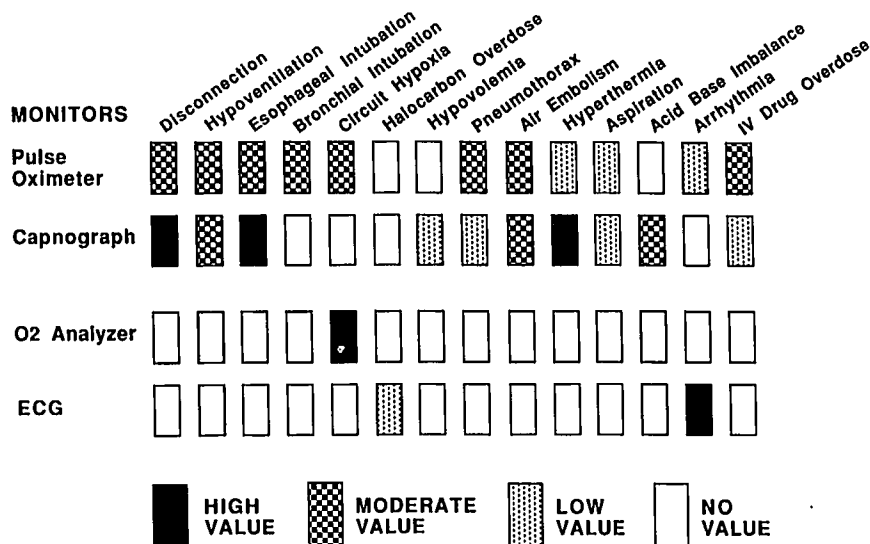 Disconnection
Hypoventilation
Esophageal Intubation
Bronchial Intubation
Circuit Hypoxia
Halocarbon Overdose
Hypovolemia
Pneumothorax
Air Embolism
Hyperthermia
Aspiration
Acid Base Imbalance
Arrhythmia
IV Drug Overdose
MONITORS
Pulse
Oximeter
Capnograph
O2 Analyzer
ECG
HIGH
VALUE
MODERATE
VALUE
LOW
VALUE
NO
VALUE